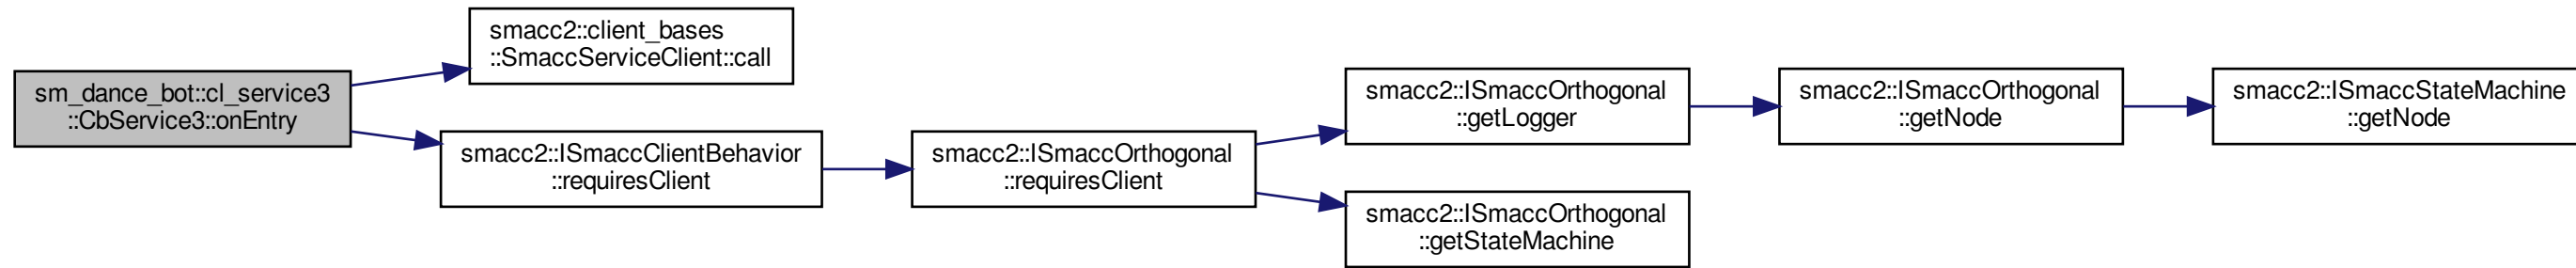 sm_dance_bot::cl_service3
::CbService3::onEntry
smacc2::client_bases
::SmaccServiceClient::call
smacc2::ISmaccClientBehavior
::requiresClient
smacc2::ISmaccOrthogonal
::requiresClient
smacc2::ISmaccOrthogonal
::getLogger
smacc2::ISmaccOrthogonal
::getNode
smacc2::ISmaccStateMachine
::getNode
smacc2::ISmaccOrthogonal
::getStateMachine